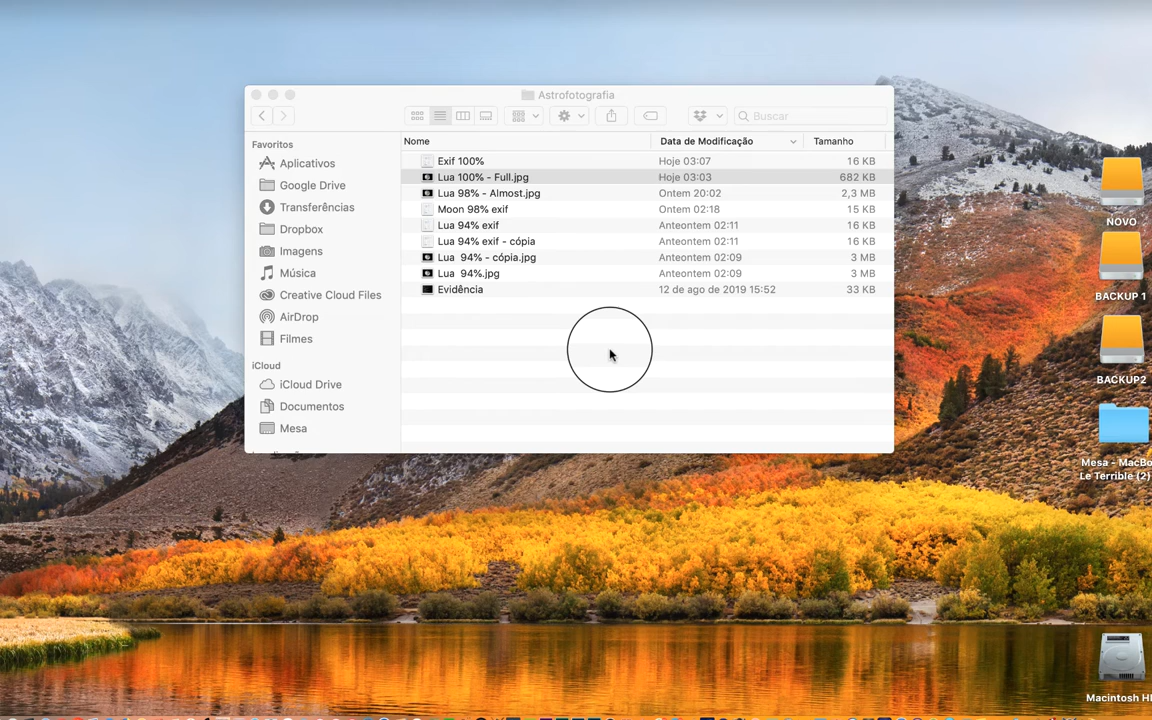 Astrofotografia
Buscar
Favoritos
Aplicativos
Google Drive
Transferências
Dropbox
Imagens
Música
Creative Cloud Files
AirDrop
Filmes
iCloud
iCloud Drive
Documentos
Mesa
Nome Data de Modificação Tamanho
Exif 100% Hoje 03:07 16 KB
Lua 100% - Full.jpg Hoje 03:03 682 KB
Lua 98% - Almost.jpg Ontem 20:02 2,3 MB
Moon 98% exif Ontem 02:18 15 KB
Lua 94% exif Anteontem 02:11 16 KB
Lua 94% exif - cópia Anteontem 02:11 16 KB
Lua 94% - cópia.jpg Anteontem 02:09 3 MB
Lua 94%.jpg Anteontem 02:09 3 MB
Evidência 12 de ago de 2019 15:52 33 KB
NOVO
BACKUP 1
BACKUP2
Mesa - MacBo
Le Terrible (2)
Macintosh H